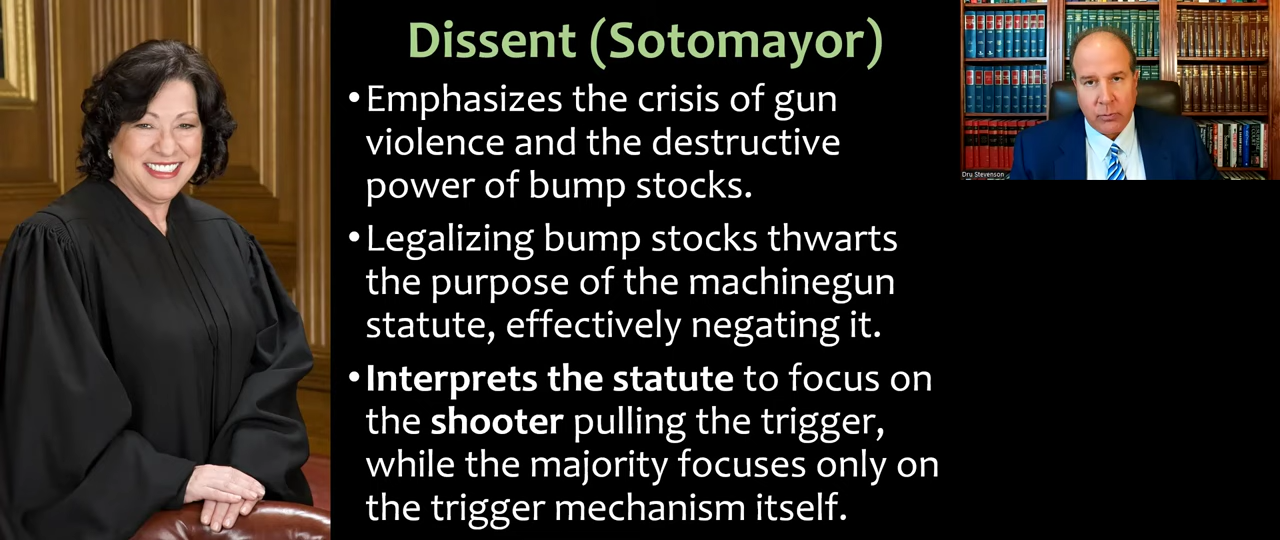 Dissent (Sotomayor)
•Emphasizes the crisis of gun
violence and the destructive
power of bump stocks.
•Legalizing bump stocks thwarts
the purpose of the machinegun
statute, effectively negating it.
•Interprets the statute to focus on
the shooter pulling the trigger,
while the majority focuses only on
the trigger mechanism itself.
Dru Stevenson